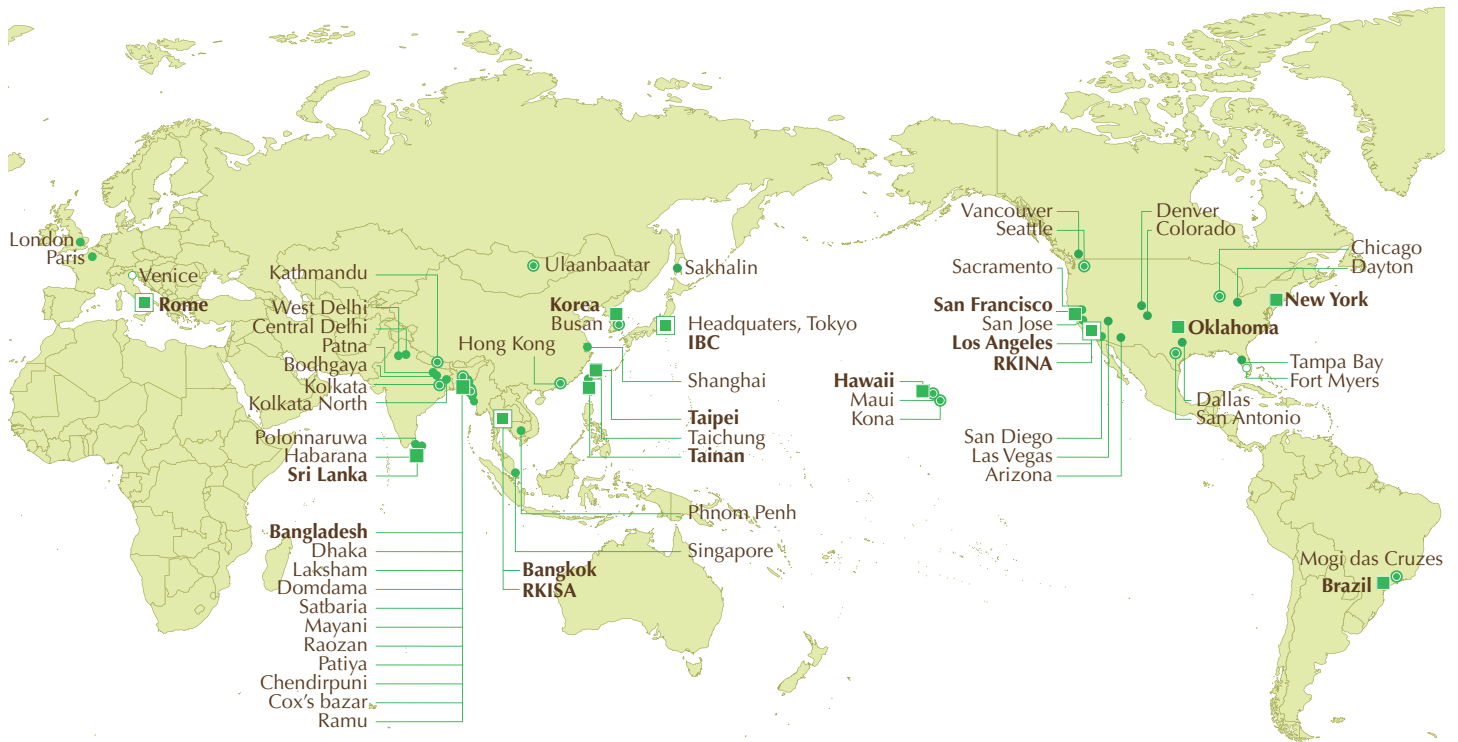 London
Paris
Venice
Rome
Kathmandu
West Delhi
Central Delhi
Patna
Bodhgaya
Kolkata
Kolkata North
Polonnaruwa
Habarana
Sri Lanka
Bangladesh
Dhaka
Laksham
Domdama
Satbaria
Mayani
Raozan
Patiya
Chendirpuni
Cox's bazar
Ramu
Ulaanbaatar
Sakhalin
Korea
Busan
Hong Kong
Headquaters, Tokyo
IBC
Shanghai
Taipei
Taichung
Tainan
Phnom Penh
Singapore
Bangkok
RKISA
Hawaii
Maui
Kona
Vancouver
Seattle
Sacramento
San Francisco
San Jose
Los Angeles
RKINA
San Diego
Las Vegas
Arizona
Denver
Colorado
Chicago
Dayton
New York
Oklahoma
Tampa Bay
Fort Myers
Dallas
San Antonio
Mogi das Cruzes
Brazil